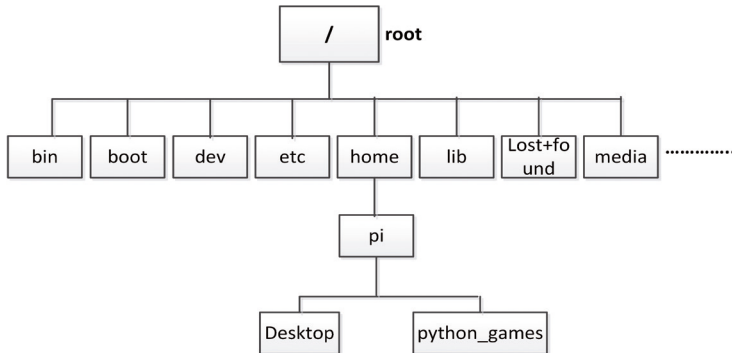 / root
bin boot dev etc home lib Lost+fo
und media ..............
pi
Desktop python_games